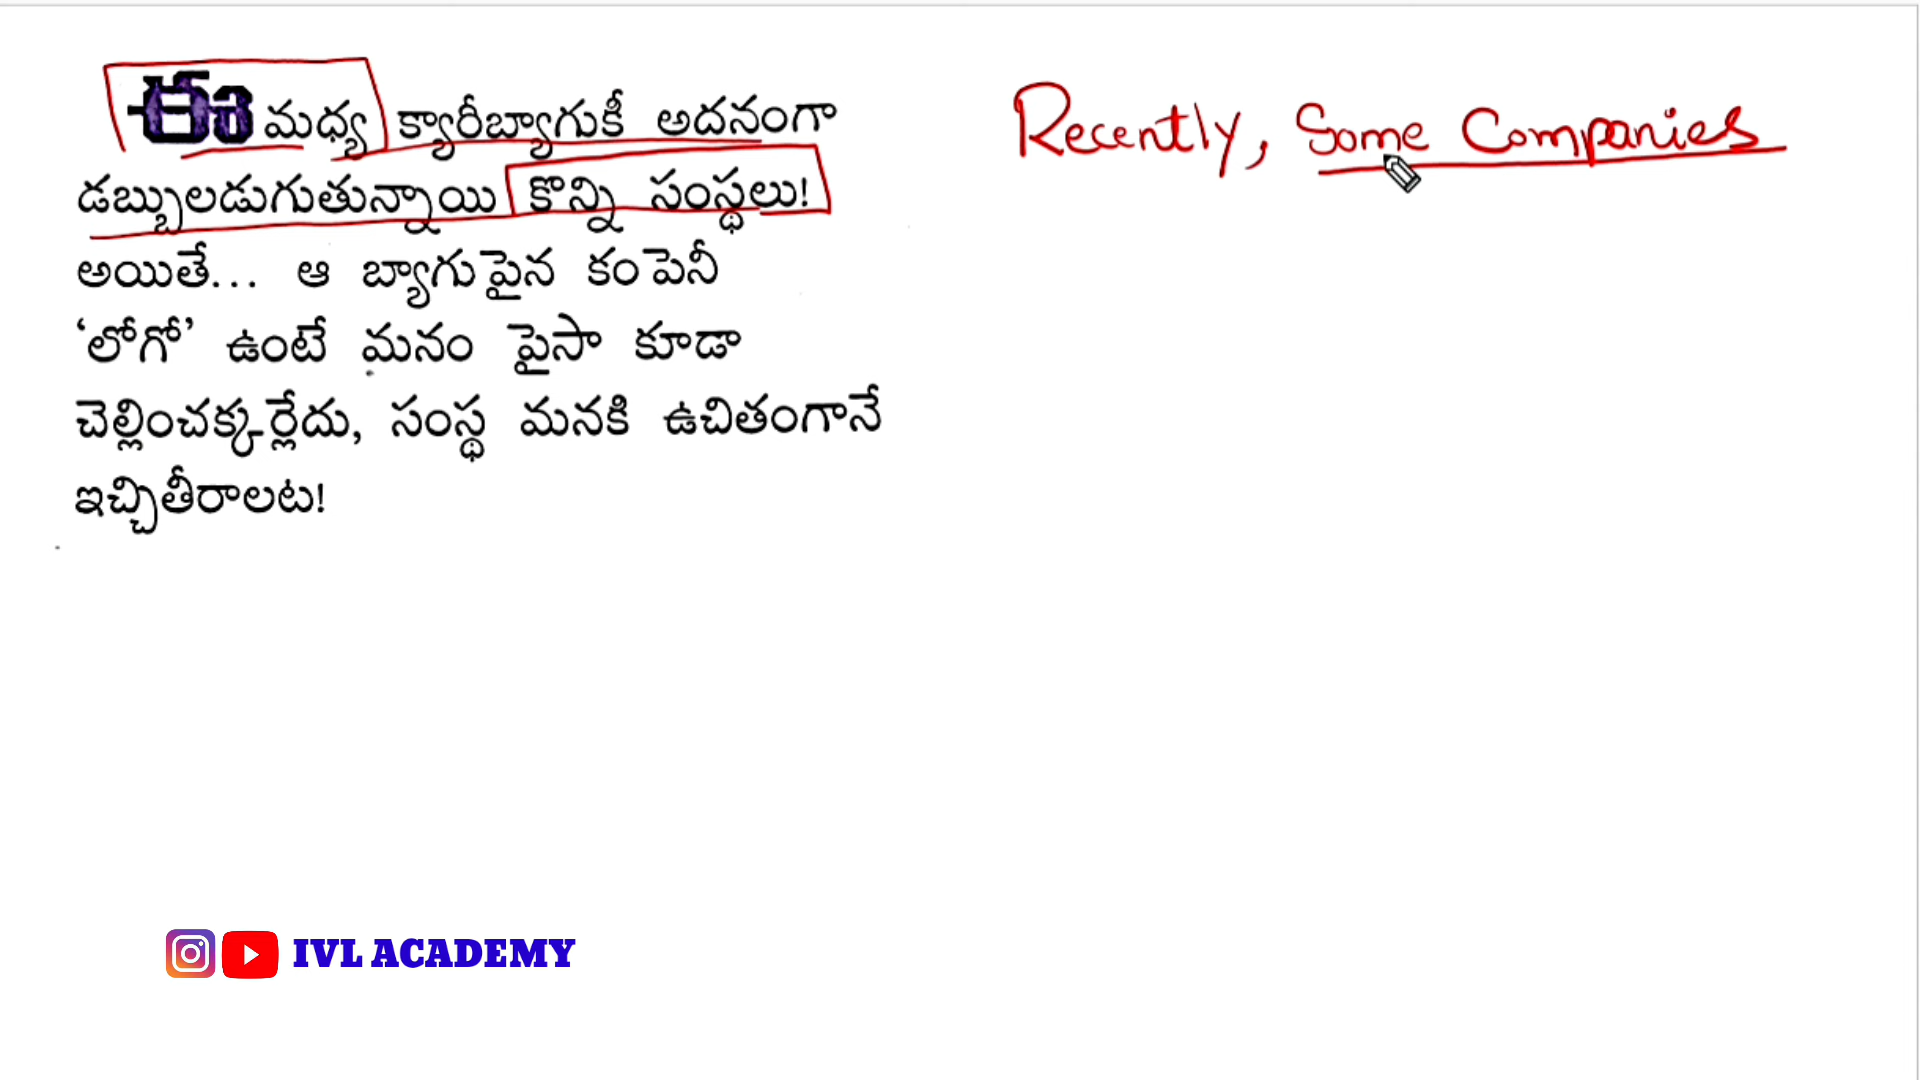 ఈ మధ్య క్యారీబ్యాగుకీ అదనంగా
డబ్బులడుగుతున్నాయి కొన్ని సంస్థలు!
అయితే... ఆ బ్యాగుపైన కంపెనీ
‘లోగో’ ఉంటే మనం పైసా కూడా
చెల్లించక్కర్లేదు, సంస్థ మనకి ఉచితంగానే
ఇచ్చితీరాలట!
Recently, Some Companies
IVL ACADEMY